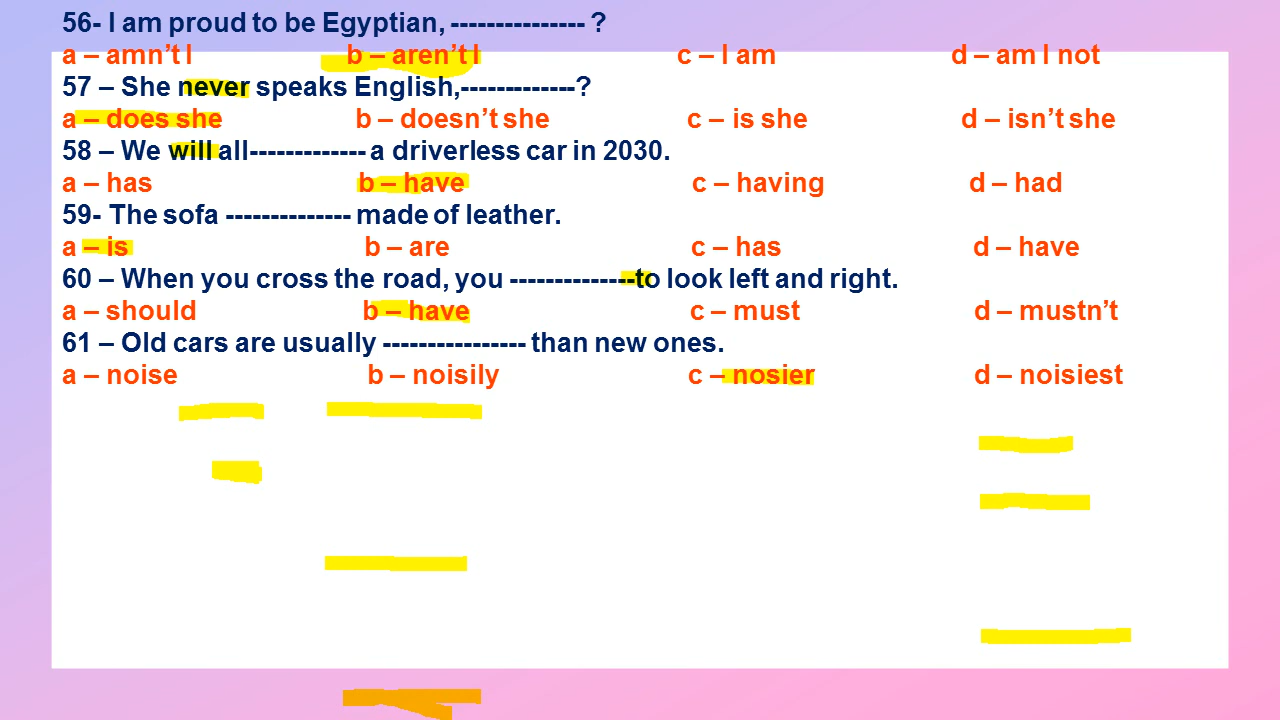 56- I am proud to be Egyptian, --------------- ?
a – amn’t I b – aren’t I c – I am d – am I not
57 – She never speaks English,-------------?
a – does she b – doesn’t she c – is she d – isn’t she
58 – We will all------------- a driverless car in 2030.
a – has b – have c – having d – had
59- The sofa -------------- made of leather.
a – is b – are c – has d – have
60 – When you cross the road, you --------------to look left and right.
a – should b – have c – must d – mustn’t
61 – Old cars are usually ---------------- than new ones.
a – noise b – noisily c – nosier d – noisiest